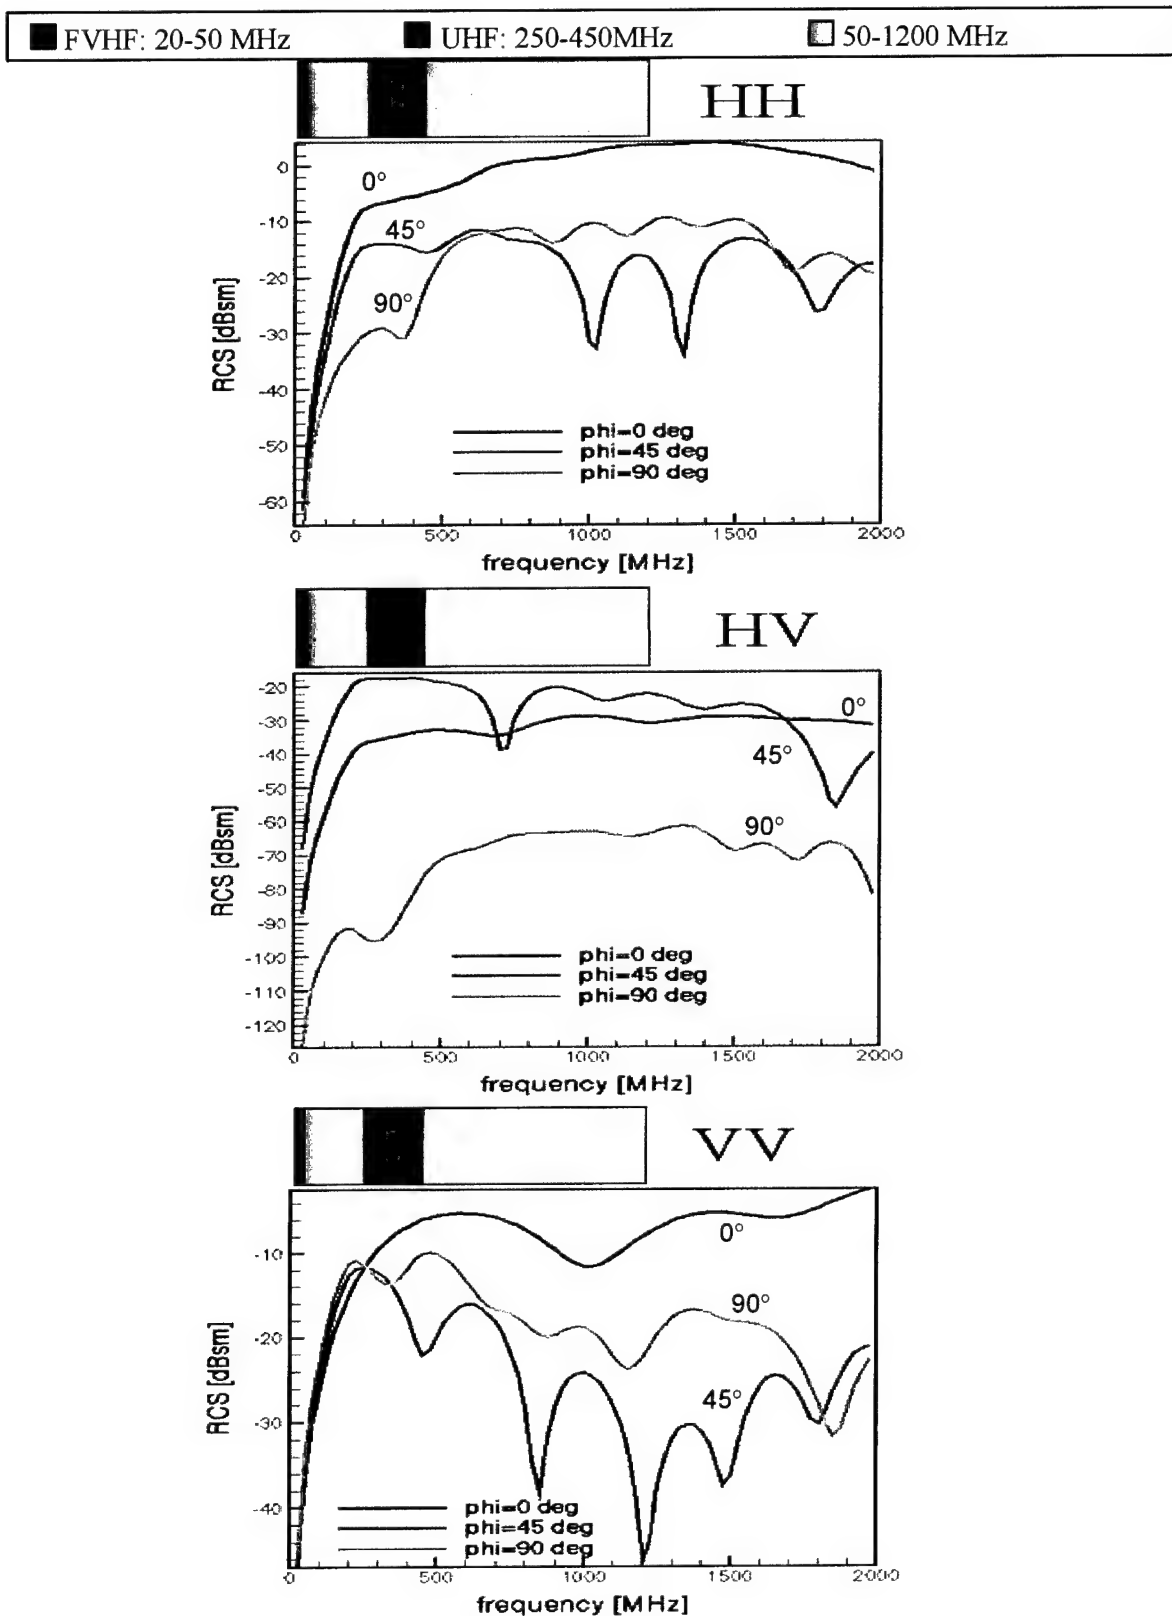 FVHF: 20-50 MHz UHF: 250-450MHz 50-1200 MHz
HH
0
-10
-20
-30
-40
-50
-60
RCS [dBsm]
0°
45°
90°
phi=0 deg
phi=45 deg
phi=90 deg
0 500 1000 1500 2000
frequency [MHz]
HV
-20
-30
-40
-50
-60
-70
-80
-90
-100
-110
-120
RCS [dBsm]
0°
45°
90°
phi=0 deg
phi=45 deg
phi=90 deg
0 500 1000 1500 2000
frequency [MHz]
VV
-10
-20
-30
-40
RCS [dBsm]
0°
90°
45°
phi=0 deg
phi=45 deg
phi=90 deg
0 500 1000 1500 2000
frequency [MHz]